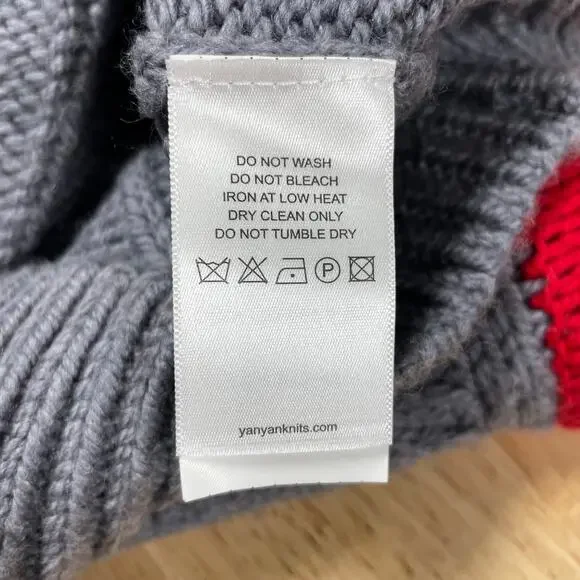 DO NOT WASH
DO NOT BLEACH
IRON AT LOW HEAT
DRY CLEAN ONLY
DO NOT TUMBLE DRY
P
yanyanknits.com